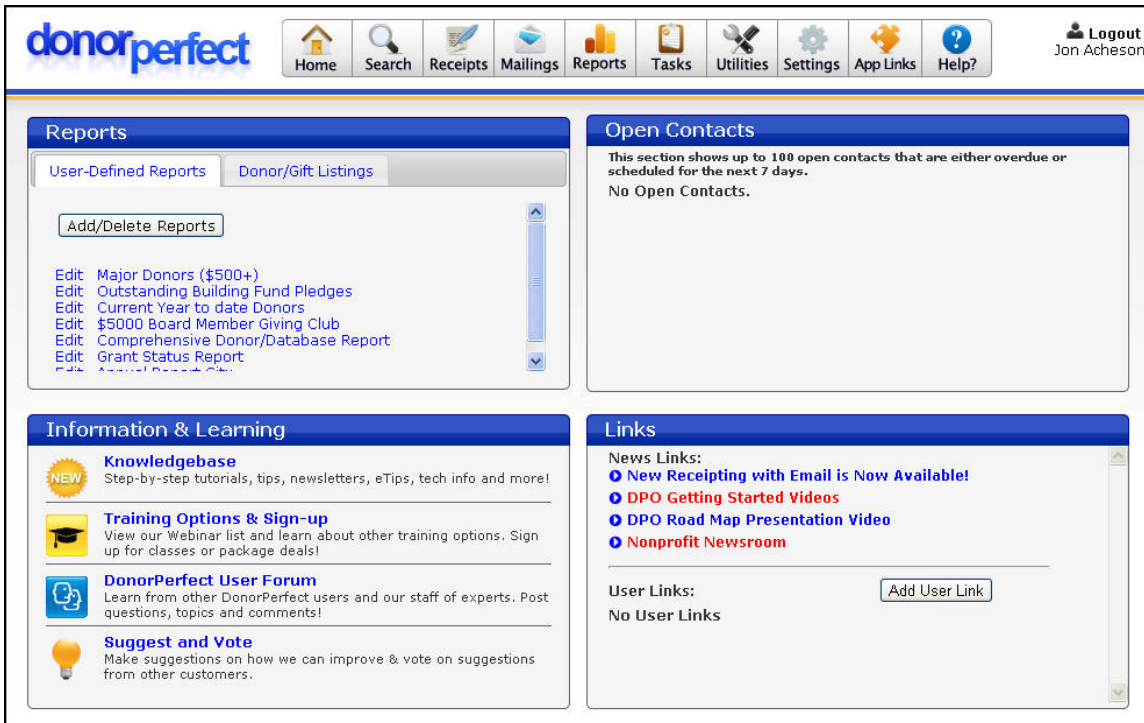 donorperfect
Home Search Receipts Mailings Reports Tasks Utilities Settings App Links Help?
Logout
Jon Acheson
Reports
User-Defined Reports Donor/Gift Listings
Add/Delete Reports
Edit Major Donors ($500+)
Edit Outstanding Building Fund Pledges
Edit Current Year to date Donors
Edit $5000 Board Member Giving Club
Edit Comprehensive Donor/Database Report
Edit Grant Status Report
Edit Annual Report City
Open Contacts
This section shows up to 100 open contacts that are either overdue or
scheduled for the next 7 days.
No Open Contacts.
Information & Learning
NEW
Knowledgebase
Step-by-step tutorials, tips, newsletters, eTips, tech info and more!
Training Options & Sign-up
View our Webinar list and learn about other training options. Sign
up for classes or package deals!
DonorPerfect User Forum
Learn from other DonorPerfect users and our staff of experts. Post
questions, topics and comments!
Suggest and Vote
Make suggestions on how we can improve & vote on suggestions
from other customers.
Links
News Links:
New Receipting with Email is Now Available!
DPO Getting Started Videos
DPO Road Map Presentation Video
Nonprofit Newsroom
User Links:
Add User Link
No User Links